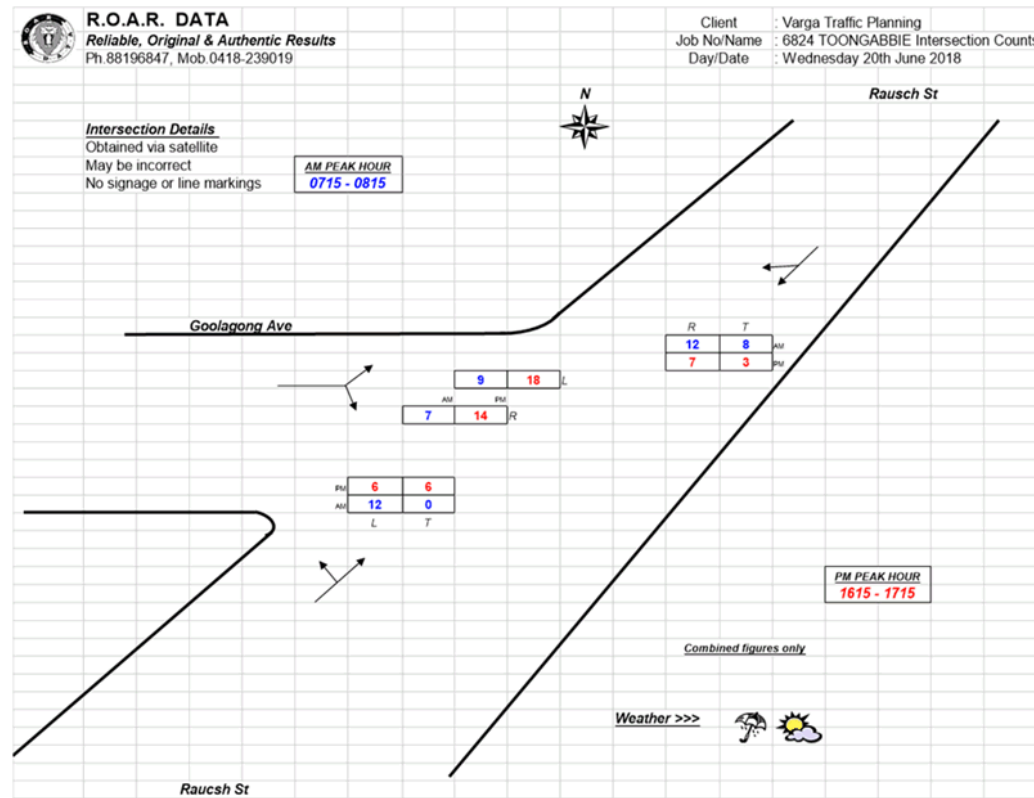 R.O.A.R. DATA
Reliable, Original & Authentic Results
Ph.88196847, Mob.0418-239019
Client : Varga Traffic Planning
Job No/Name : 6824 TOONGABBIE Intersection Counts
Day/Date : Wednesday 20th June 2018
Rausch St
N
Intersection Details
Obtained via satellite
May be incorrect
No signage or line markings
AM PEAK HOUR
0715 - 0815
Goolagong Ave
R T
12 8 AM
7 3 PM
9 18 L
AM PM
7 14 R
PM 6 6
AM 12 0
L T
PM PEAK HOUR
1615 - 1715
Combined figures only
Weather >>>
Raucsh St